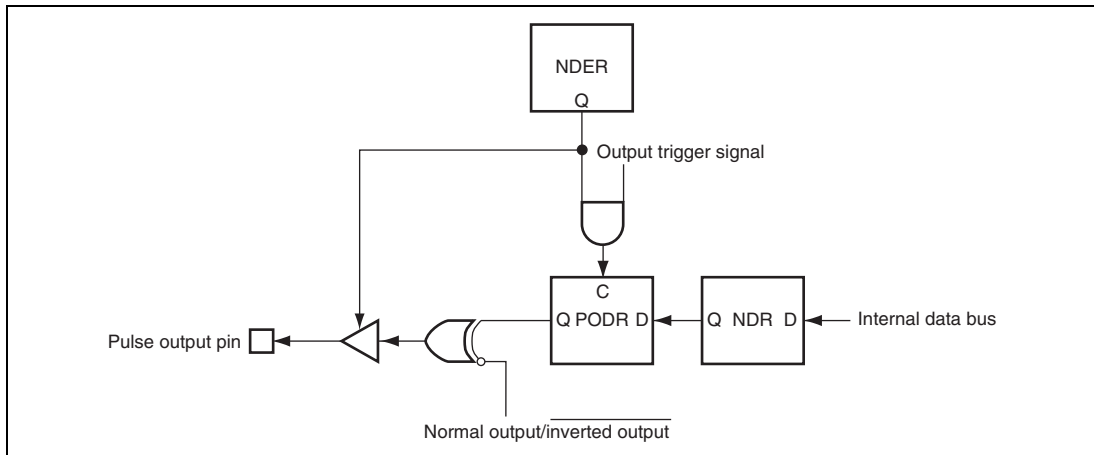 NDER
Q
Output trigger signal
C
Q PODR D
Q NDR D
Internal data bus
Pulse output pin
Normal output/inverted output